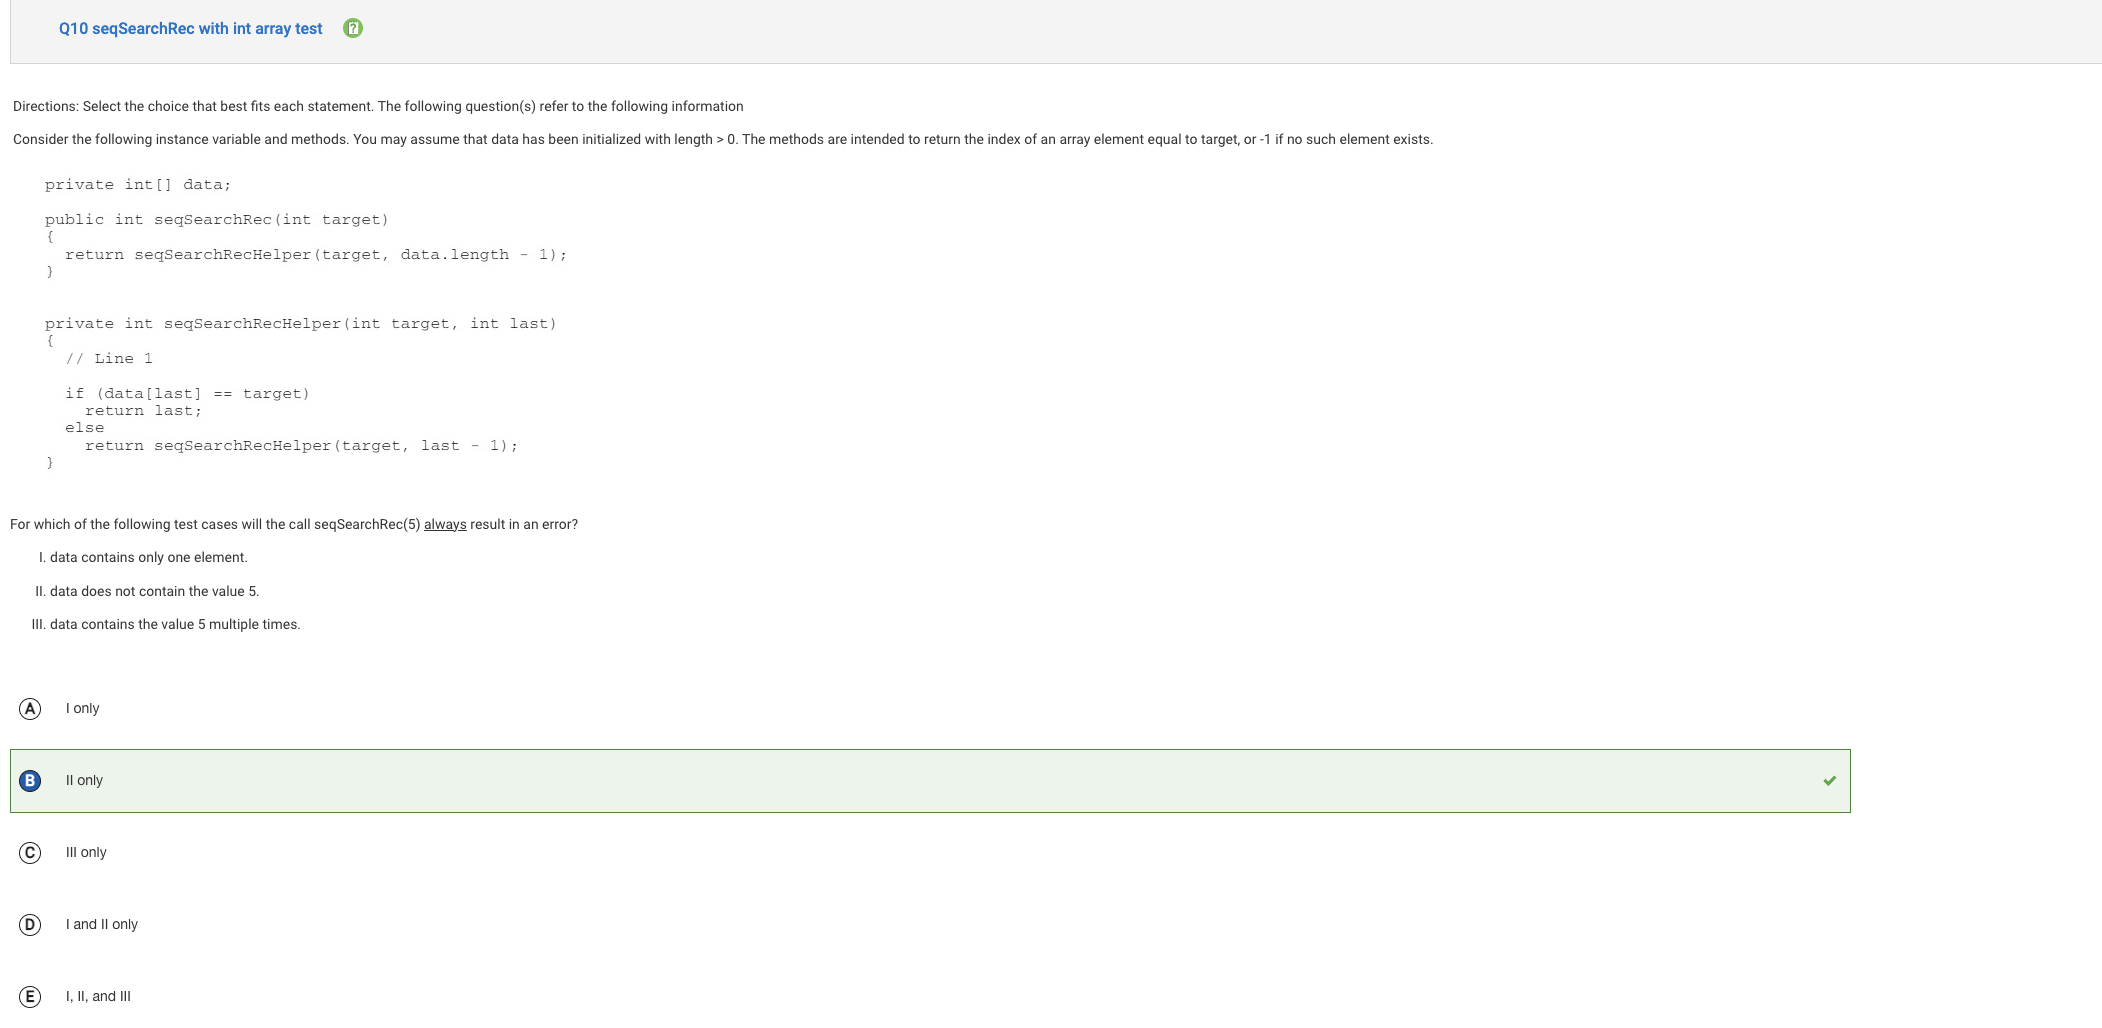 Q10 seqSearchRec with int array test
Directions: Select the choice that best fits each statement. The following question(s) refer to the following information
Consider the following instance variable and methods. You may assume that data has been initialized with length > 0. The methods are intended to return the index of an array element equal to target, or -1 if no such element exists.
private int[] data;
public int seqSearchRec(int target)
{
return seqSearchRecHelper(target, data.length - 1);
}
private int seqSearchRecHelper(int target, int last)
{
// Line 1
if (data[last] == target)
return last;
else
return seqSearchRecHelper(target, last - 1);
}
For which of the following test cases will the call seqSearchRec(5) always result in an error?
I. data contains only one element.
II. data does not contain the value 5.
III. data contains the value 5 multiple times.
A I only
B II only
C III only
D I and II only
E I, II, and III